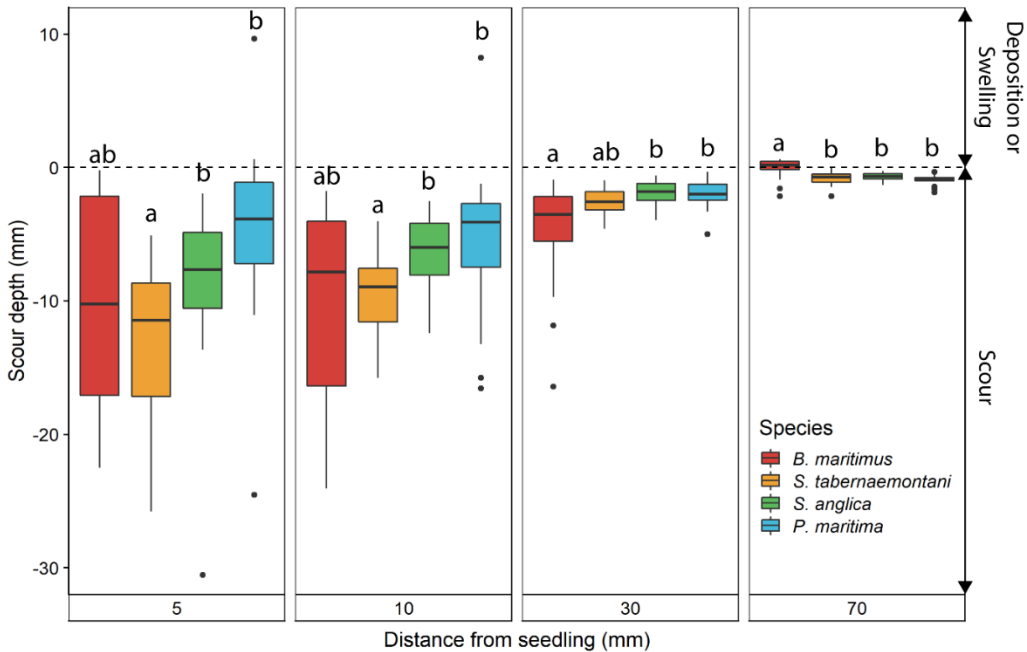 Scour depth (mm)
10
0
-10
-20
-30
ab
a
b
b
ab
a
b
b
a
ab
b
b
a
b
b
b
Deposition or
Swelling
Scour
Species
B. maritimus
S. tabernaemontani
S. anglica
P. maritima
5
10
30
70
Distance from seedling (mm)